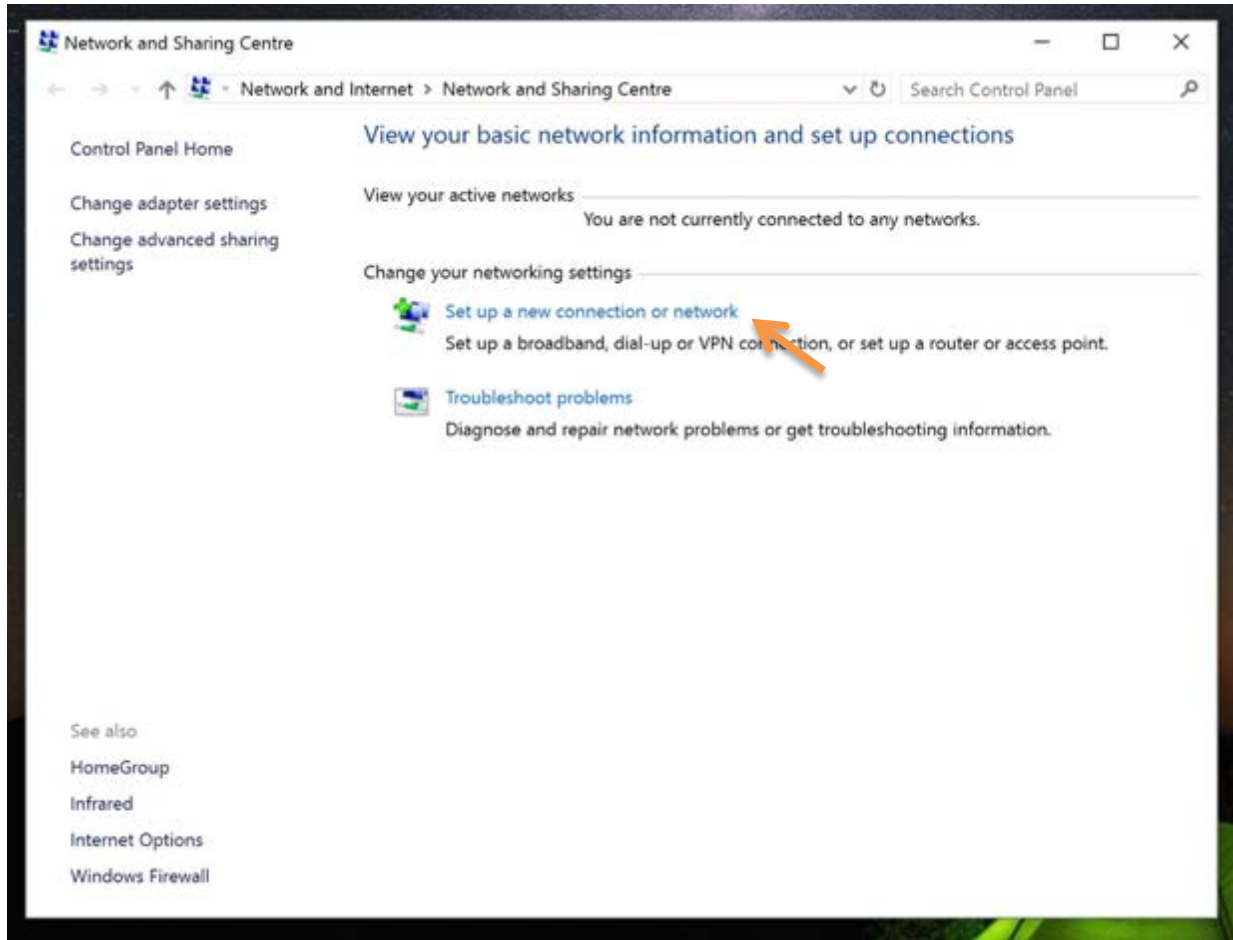 Network and Sharing Centre
Network and Internet > Network and Sharing Centre
Search Control Panel
Control Panel Home
Change adapter settings
Change advanced sharing
settings
View your basic network information and set up connections
View your active networks
You are not currently connected to any networks.
Change your networking settings
Set up a new connection or network
Set up a broadband, dial-up or VPN connection, or set up a router or access point.
Troubleshoot problems
Diagnose and repair network problems or get troubleshooting information.
See also
HomeGroup
Infrared
Internet Options
Windows Firewall